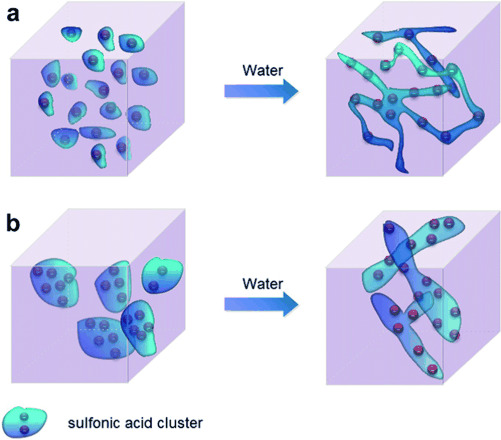 a
Water
b
Water
sulfonic acid cluster